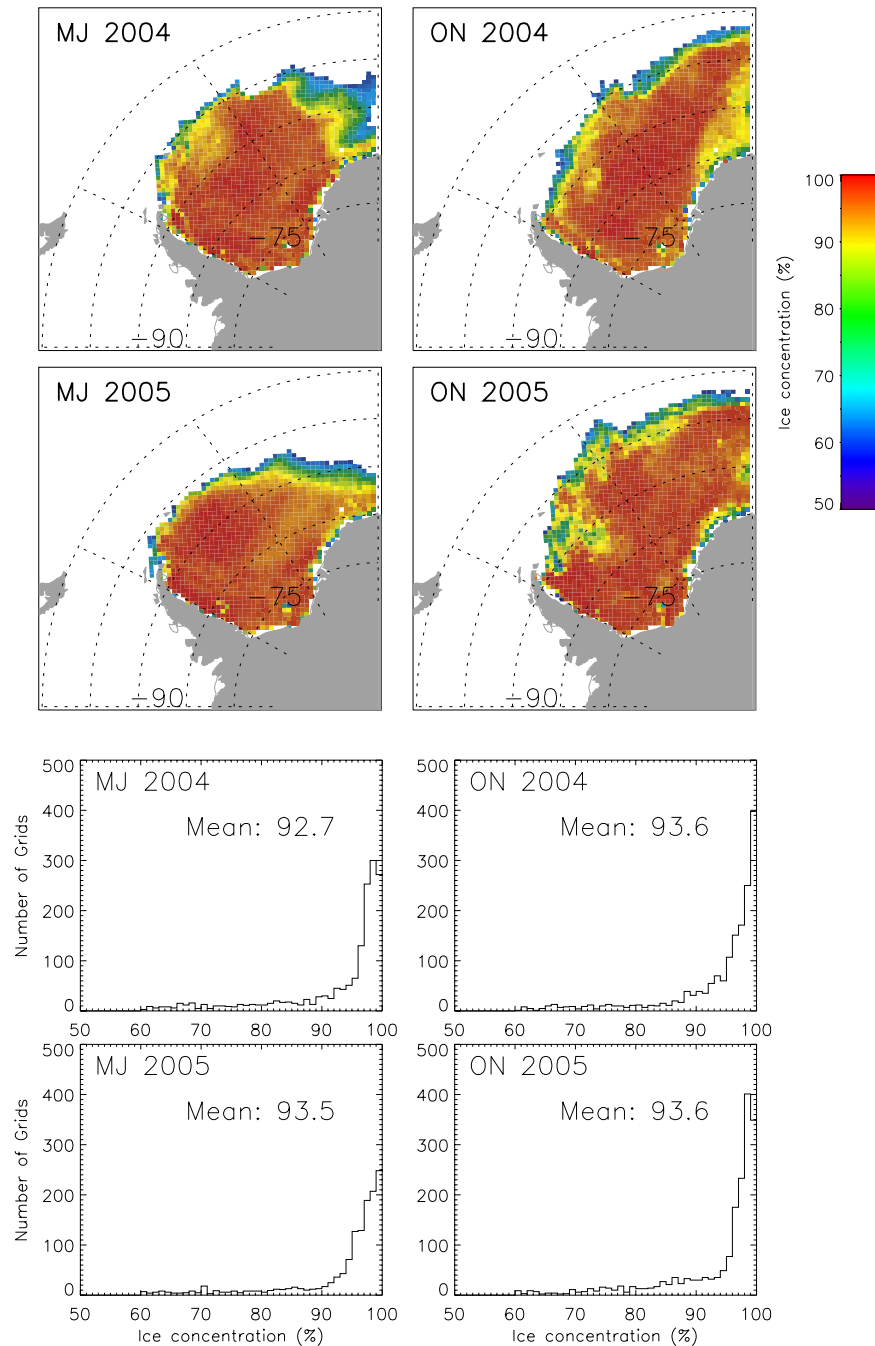 MJ 2004
ON 2004
-75
-90
-75
-90
100
90
80
70
60
50
Ice concentration (%)
MJ 2005
ON 2005
-75
-90
-75
-90
500
400
300
200
100
0
Number of Grids
MJ 2004
Mean: 92.7
50 60 70 80 90 100
500
400
300
200
100
0
ON 2004
Mean: 93.6
50 60 70 80 90 100
500
400
300
200
100
0
Number of Grids
MJ 2005
Mean: 93.5
50 60 70 80 90 100
Ice concentration (%)
500
400
300
200
100
0
ON 2005
Mean: 93.6
50 60 70 80 90 100
Ice concentration (%)